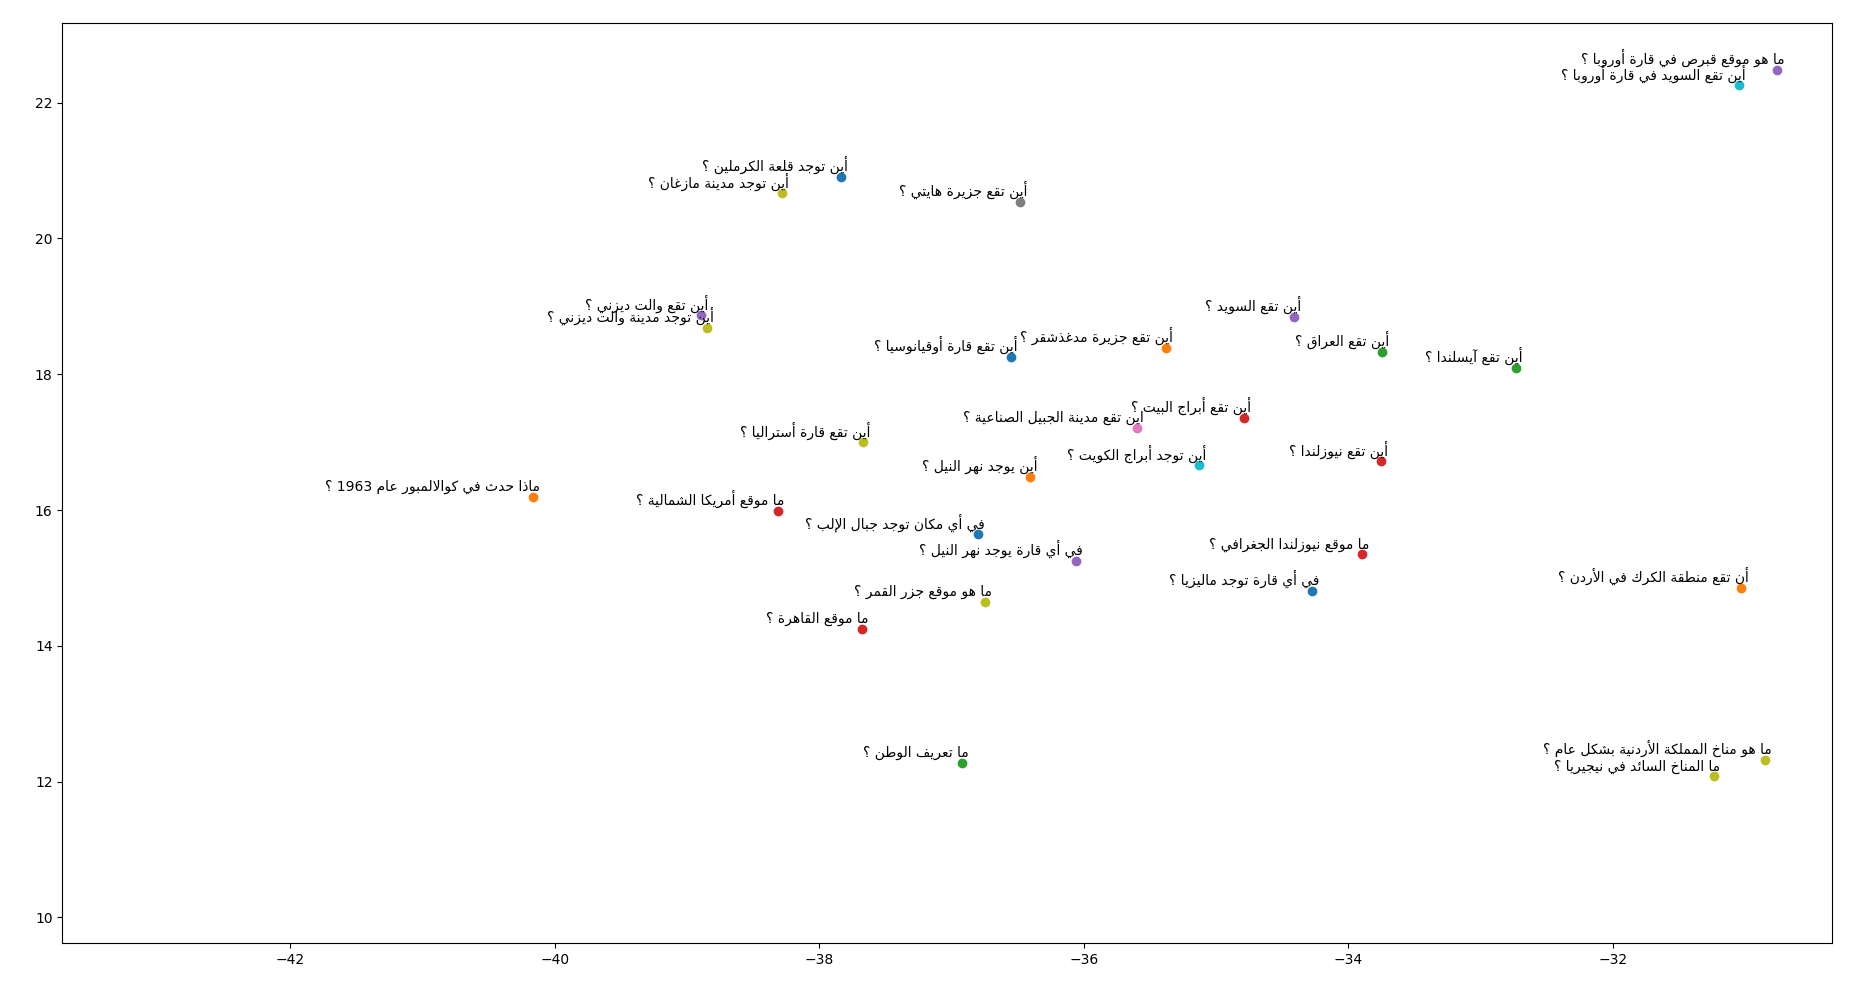 ما هو موقع قبرص في قارة أوروبا ؟
أين تقع السويد في قارة أوروبا ؟
22
أين توجد قلعة الكرملين ؟
أين توجد مدينة مازغان ؟
أين تقع جزيرة هايتي ؟
20
أين تقع والت ديزني ؟
أين توجد مدينة والت ديزني ؟
أين تقع السويد ؟
أين تقع جزيرة مدغذشقر ؟
أين تقع العراق ؟
أين تقع قارة أوقيانوسيا ؟
أين تقع آيسلندا ؟
18
أين تقع أبراج البيت ؟
اين تقع مدينة الجبيل الصناعية ؟
أين تقع قارة أستراليا ؟
أين تقع نيوزلندا ؟
أين توجد أبراج الكويت ؟
أين يوجد نهر النيل ؟
ماذا حدث في كوالالمبور عام 1963 ؟
ما موقع أمريكا الشمالية ؟
16
في أي مكان توجد جبال الإلب ؟
ما موقع نيوزلندا الجغرافي ؟
في أي قارة يوجد نهر النيل ؟
في أي قارة توجد ماليزيا ؟
أن تقع منطقة الكرك في الأردن ؟
ما هو موقع جزر القمر ؟
ما موقع القاهرة ؟
14
ما تعريف الوطن ؟
ما هو مناخ المملكة الأردنية بشكل عام ؟
ما المناخ السائد في نيجيريا ؟
12
10
−42
−40
−38
−36
−34
−32